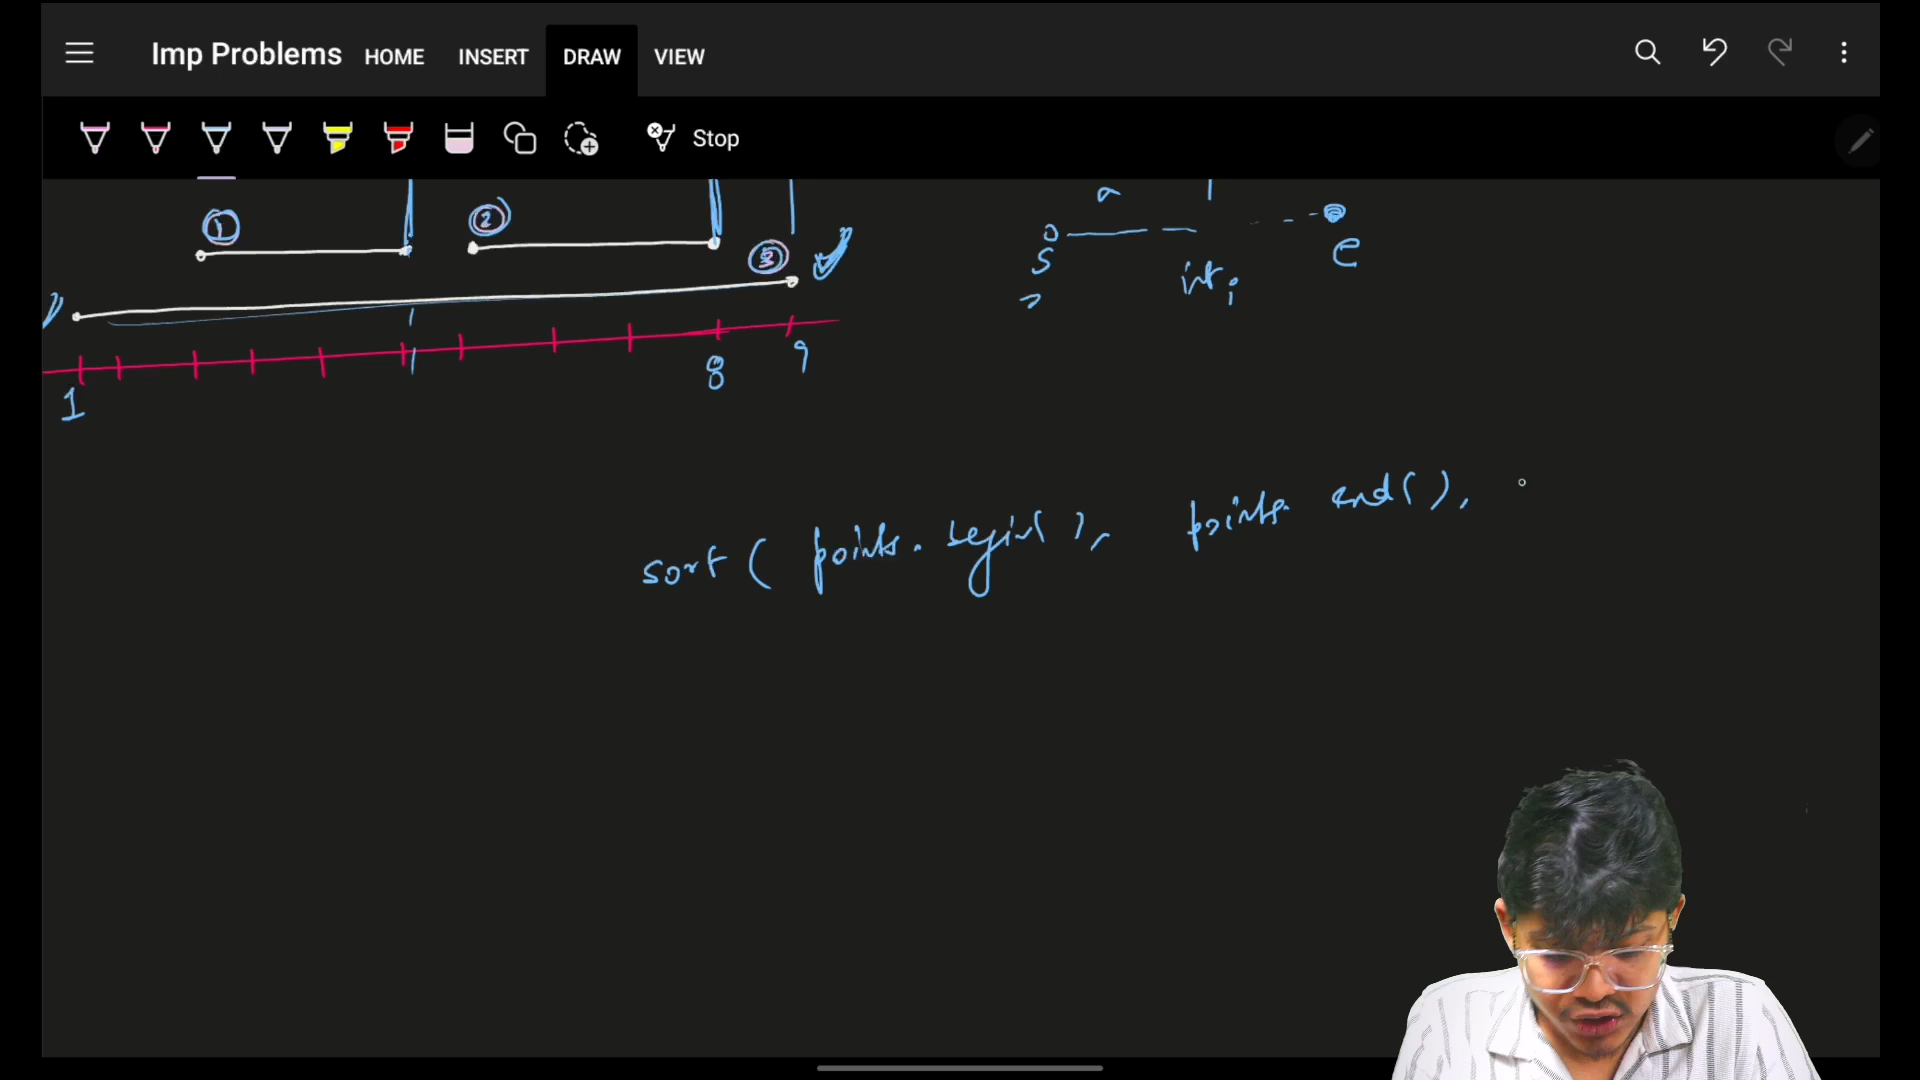 Imp Problems HOME INSERT DRAW VIEW
Stop
1 2 3
S e
int i
1 8 9
sort ( points. begin( ), points. end( ),